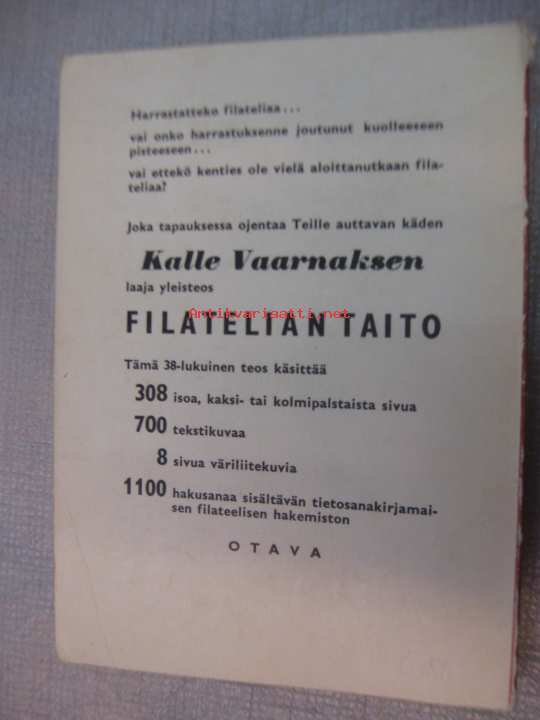 Harrastatteko filateliaa...
vai onko harrastuksenne joutunut kuolleeseen
pisteeseen...
vai ettekö kenties ole vielä aloittanutkaan fila-
teliaa?
Joka tapauksessa ojentaa Teille auttavan käden
Kalle Vaarnaksen
laaja yleisteos
Antikvariaatti.net
FILATELIAN TAITO
Tämä 38-lukuinen teos käsittää
308 isoa, kaksi- tai kolmipalstaista sivua
700 tekstikuvaa
8 sivua väriliitekuvia
1100 hakusanaa sisältävän tietosanakirjamai-
sen filateelisen hakemiston
OTAVA